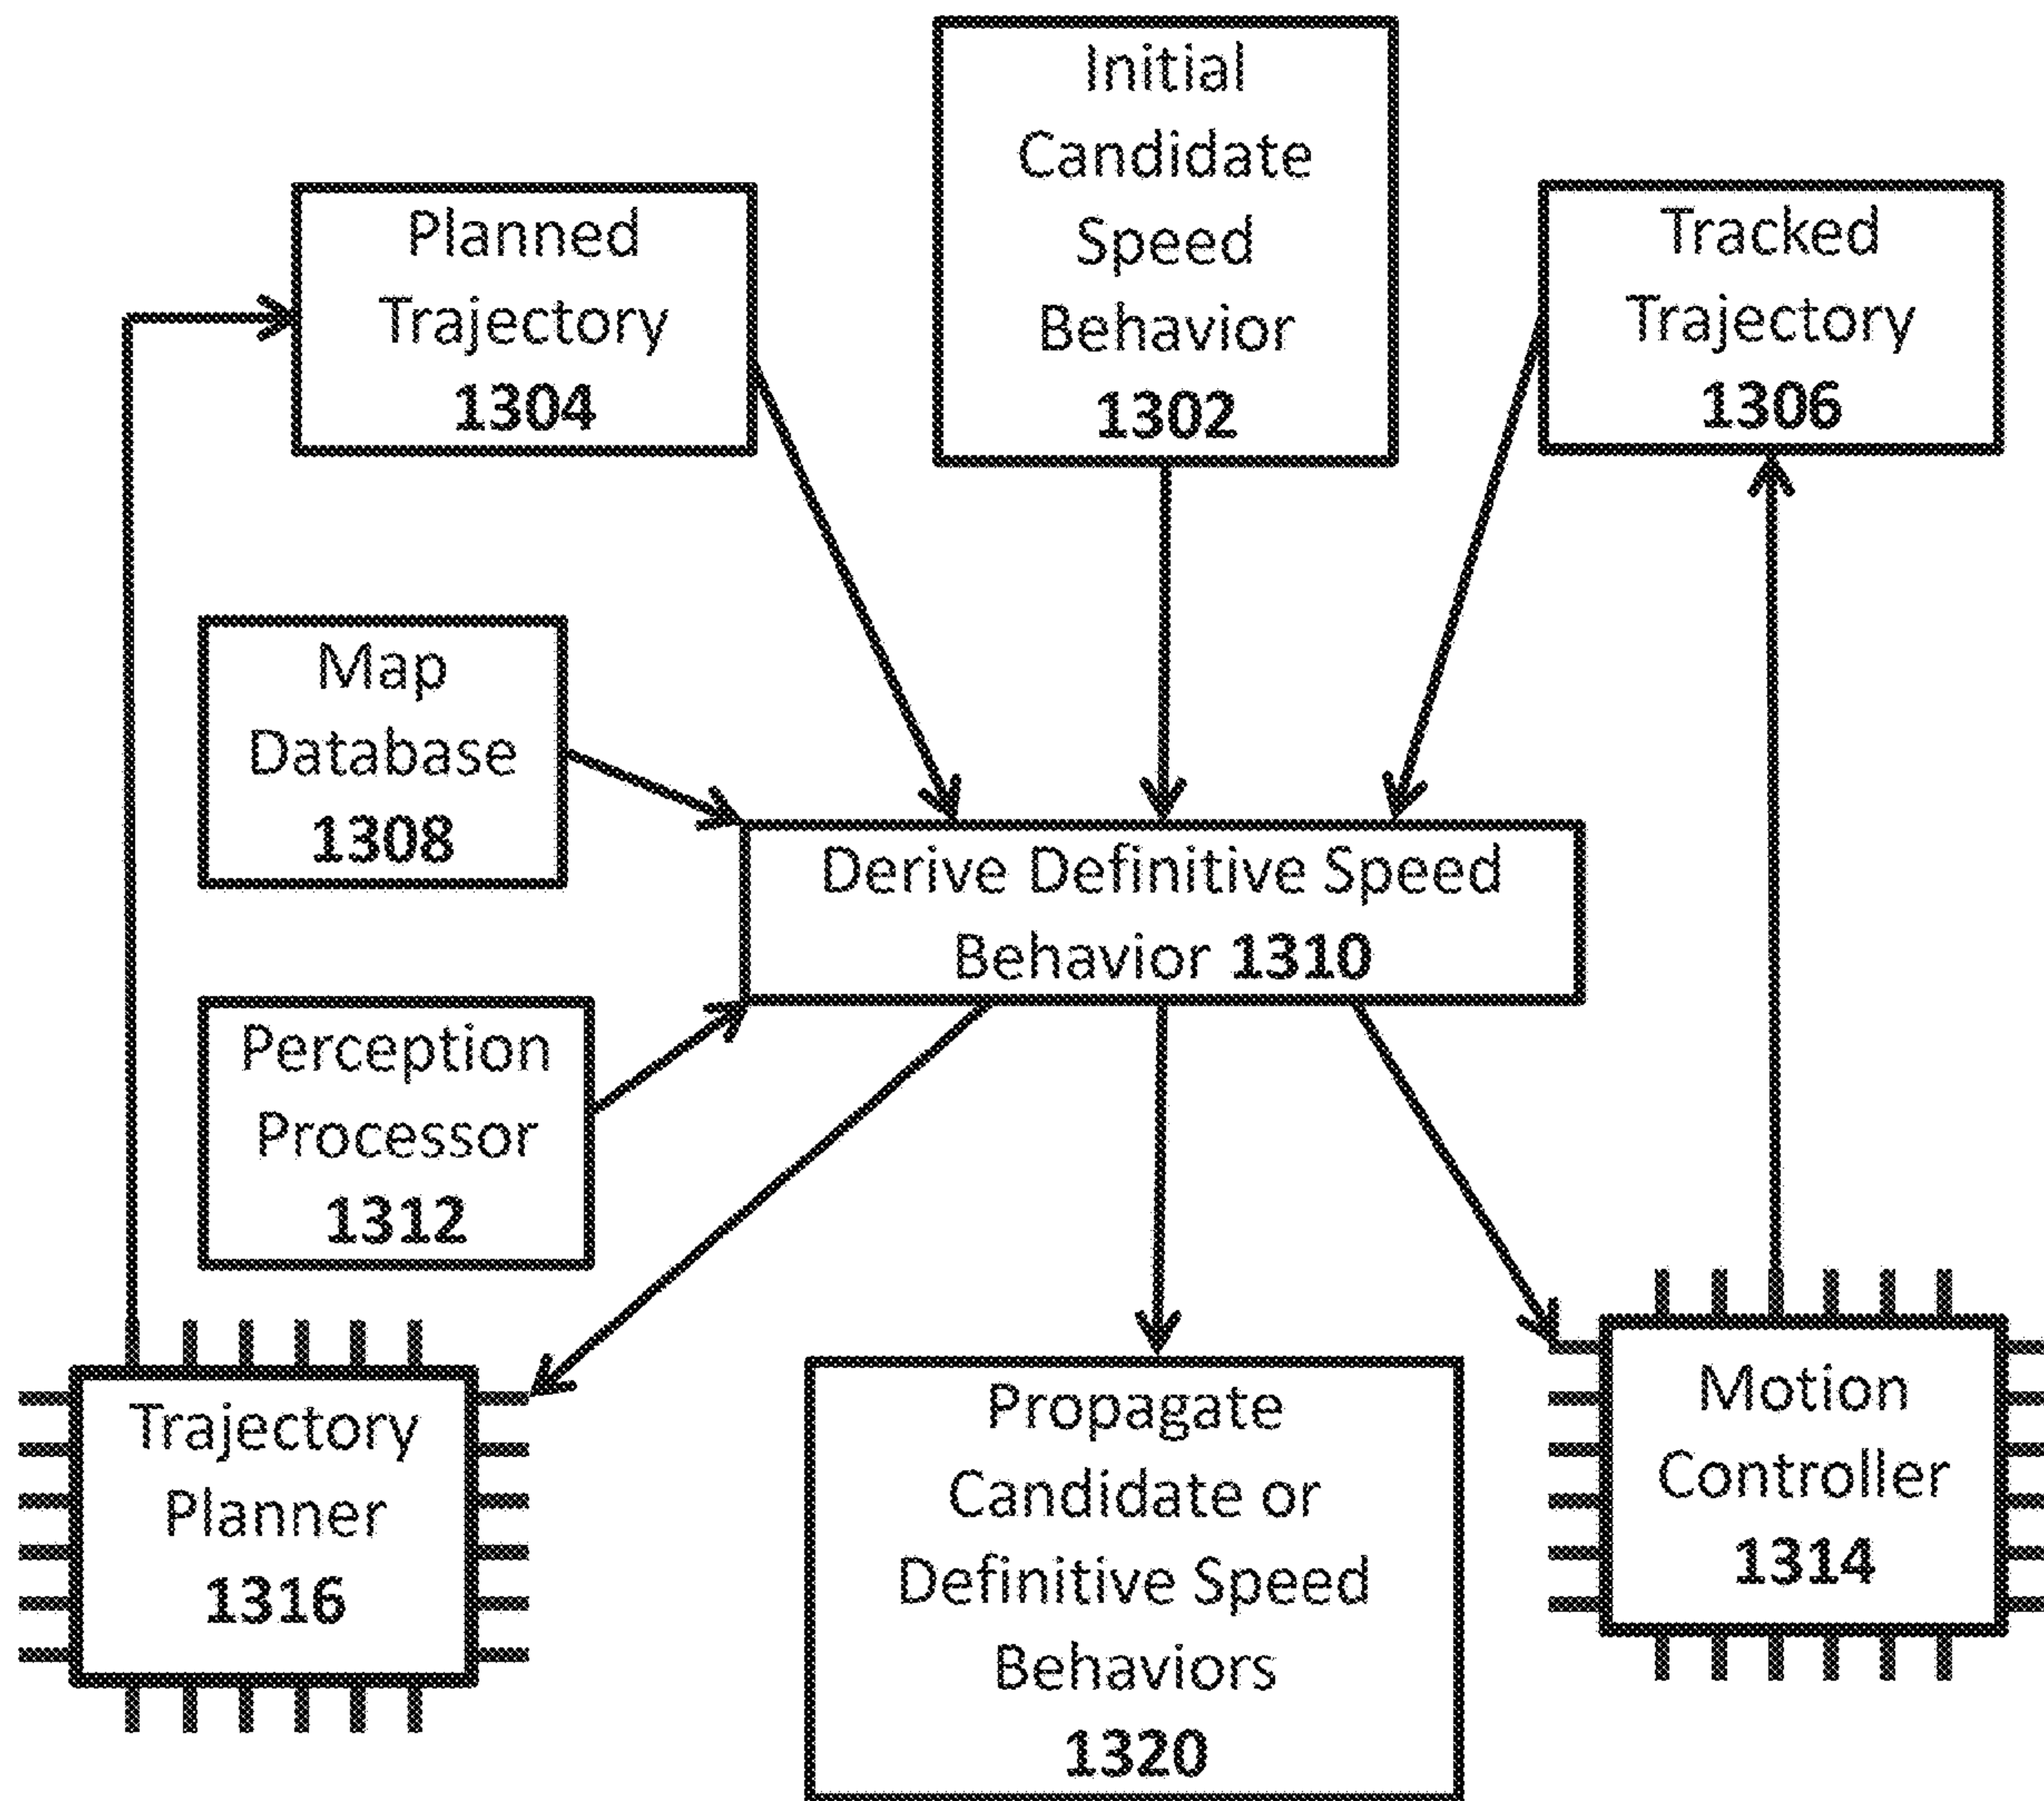 Initial
Candidate
Speed
Behavior
1302
Planned
Trajectory
1304
Tracked
Trajectory
1306
Map
Database
1308
Derive Definitive Speed
Behavior 1310
Perception
Processor
1312
Trajectory
Planner
1316
Propagate
Candidate or
Definitive Speed
Behaviors
1320
Motion
Controller
1314